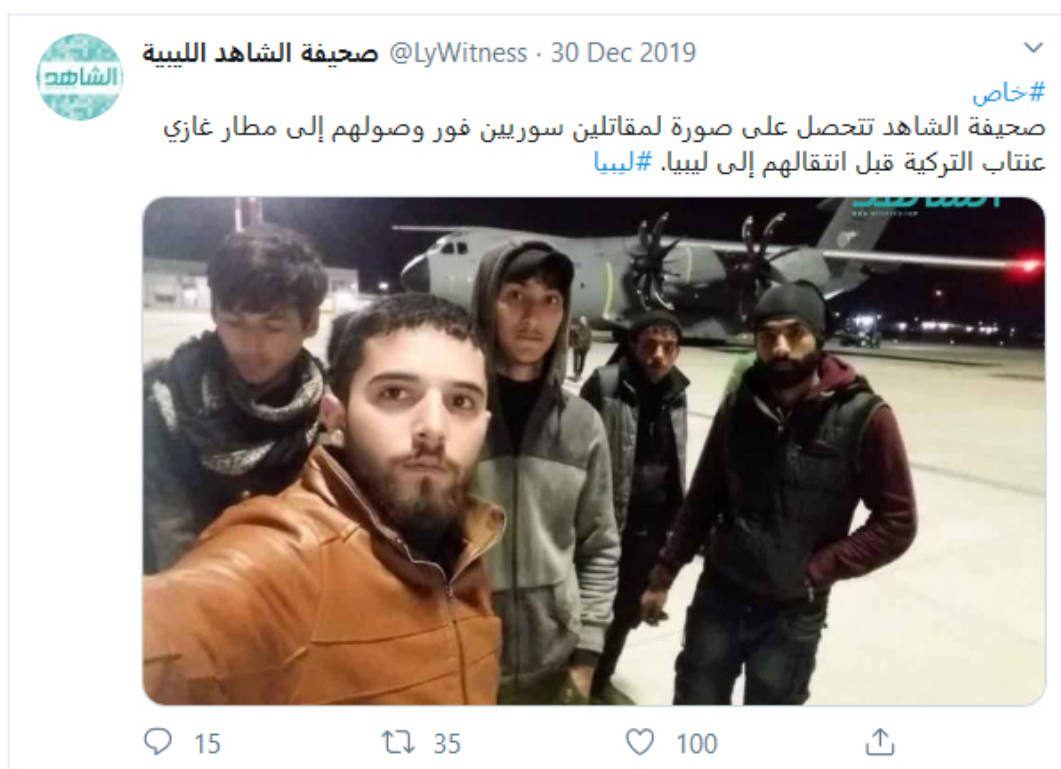 صحيفة الشاهد الليبية @LyWitness · 30 Dec 2019
الشاهد
#خاص
صحيفة الشاهد تتحصل على صورة لمقاتلين سوريين فور وصولهم إلى مطار غازي
عنتاب التركية قبل انتقالهم إلى ليبيا. #ليبيا
الشاهد
15 35 100